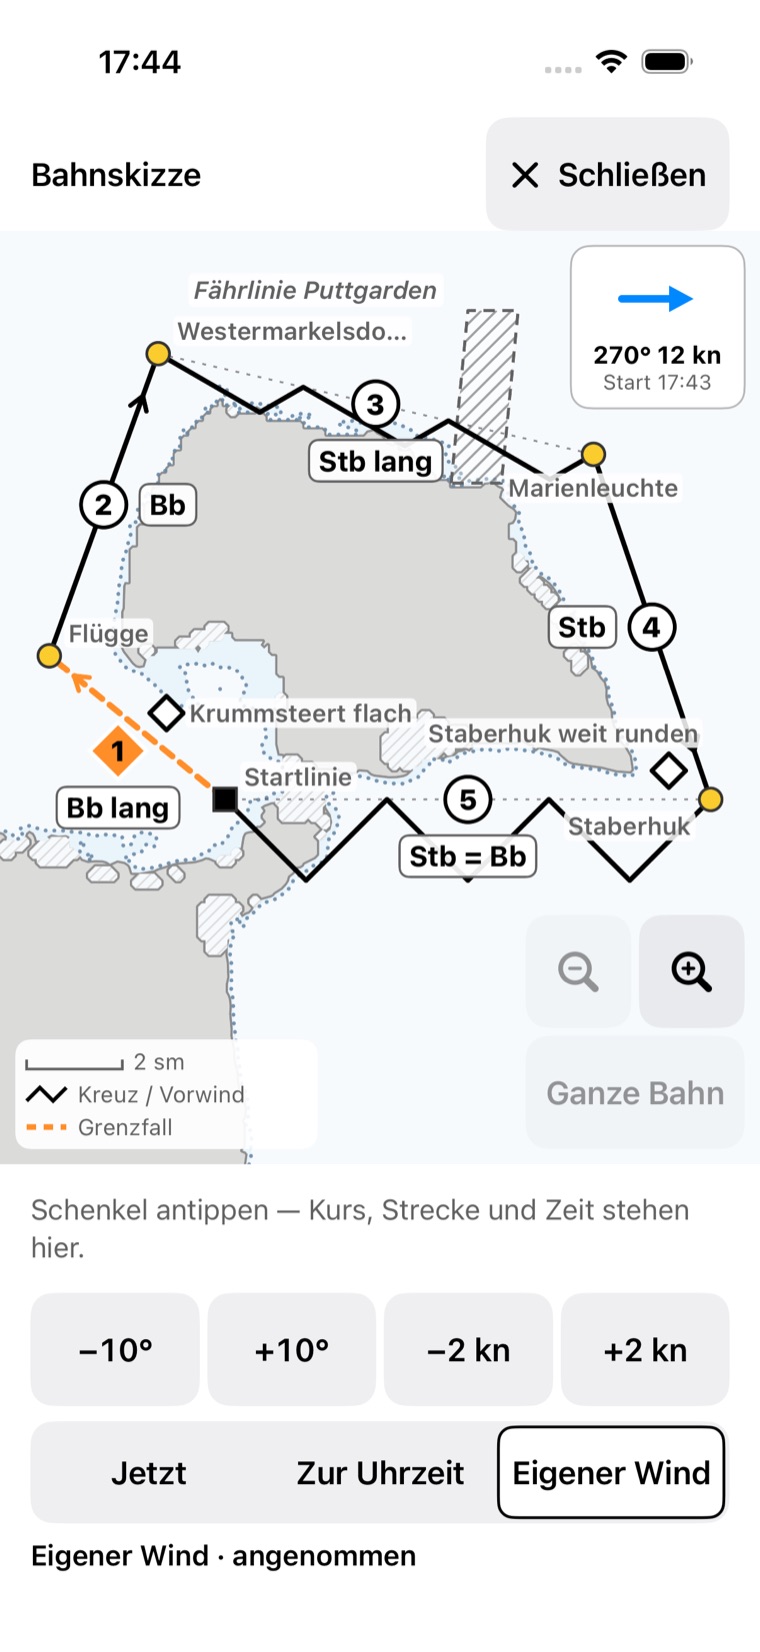 17:44
Bahnskizze
Schließen
Fährlinie Puttgarden
Westermarkelsdo...
270° 12 kn
Start 17:43
3
Stb lang
Marienleuchte
2
Bb
Stb
4
Flügge
Krummsteert flach
Staberhuk weit runden
1
Startlinie
Bb lang
5
Staberhuk
Stb = Bb
2 sm
Kreuz / Vorwind
Grenzfall
Ganze Bahn
Schenkel antippen — Kurs, Strecke und Zeit stehen
hier.
−10°
+10°
−2 kn
+2 kn
Jetzt
Zur Uhrzeit
Eigener Wind
Eigener Wind · angenommen